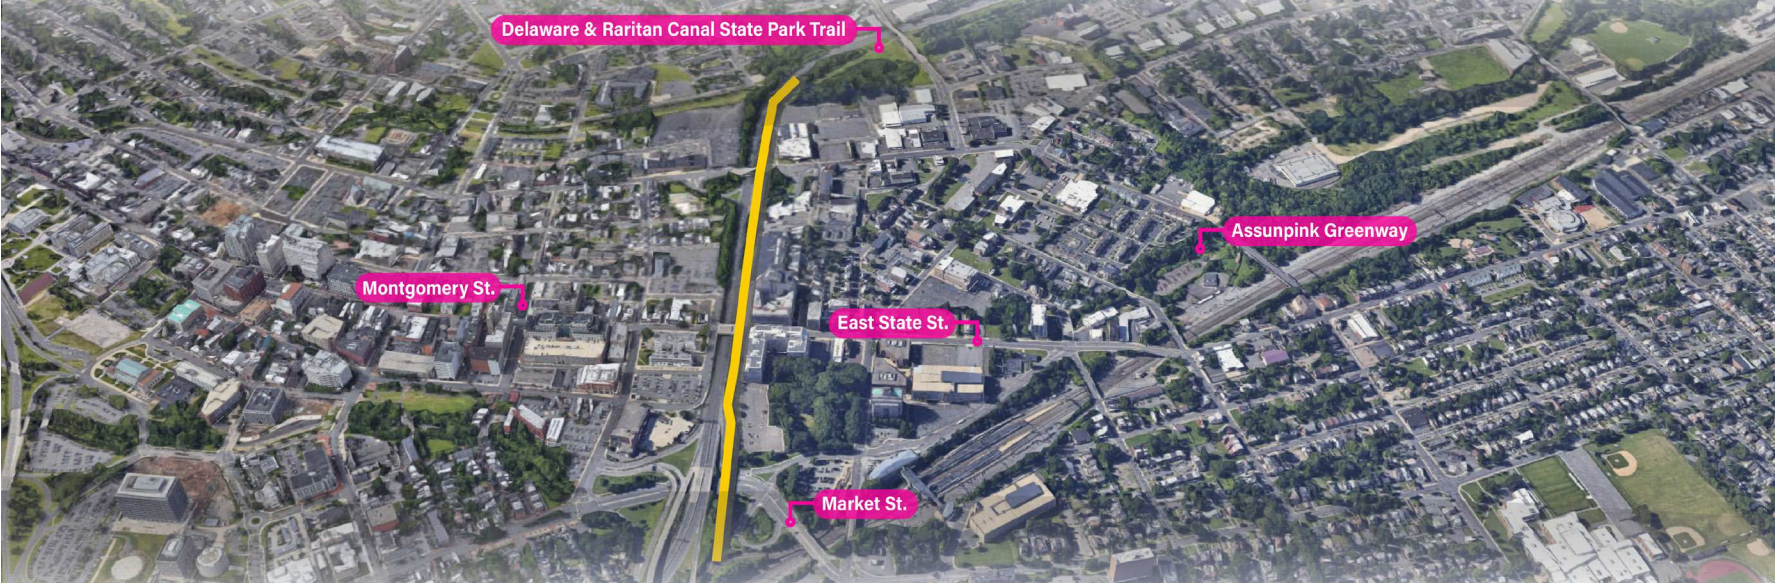 Delaware & Raritan Canal State Park Trail
Assunpink Greenway
Montgomery St.
East State St.
Market St.